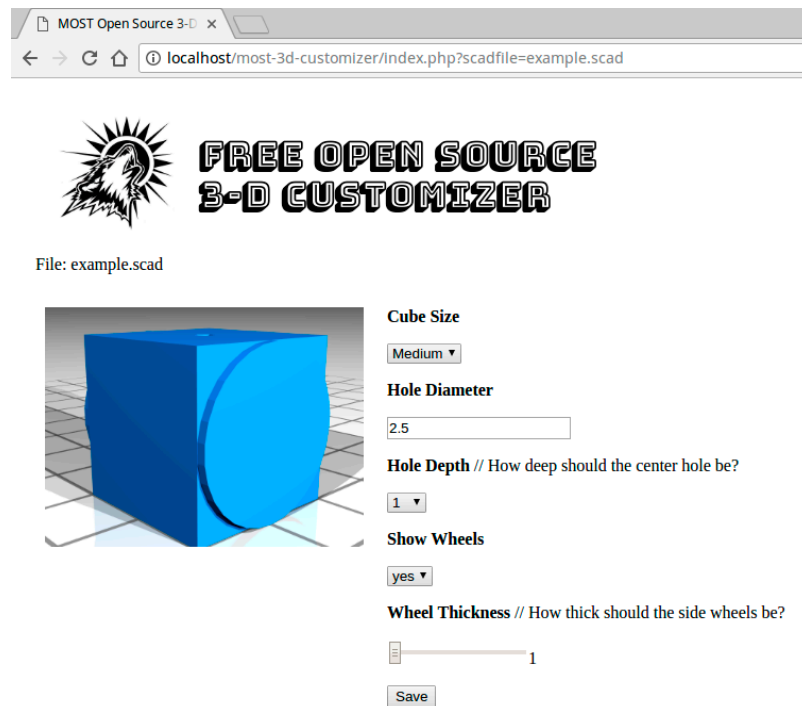 MOST Open Source 3-D
localhost/most-3d-customizer/index.php?scadfile=example.scad
FREE OPEN SOURCE
3-D CUSTOMIZER
File: example.scad
Cube Size
Medium
Hole Diameter
2.5
Hole Depth // How deep should the center hole be?
1
Show Wheels
yes
Wheel Thickness // How thick should the side wheels be?
1
Save